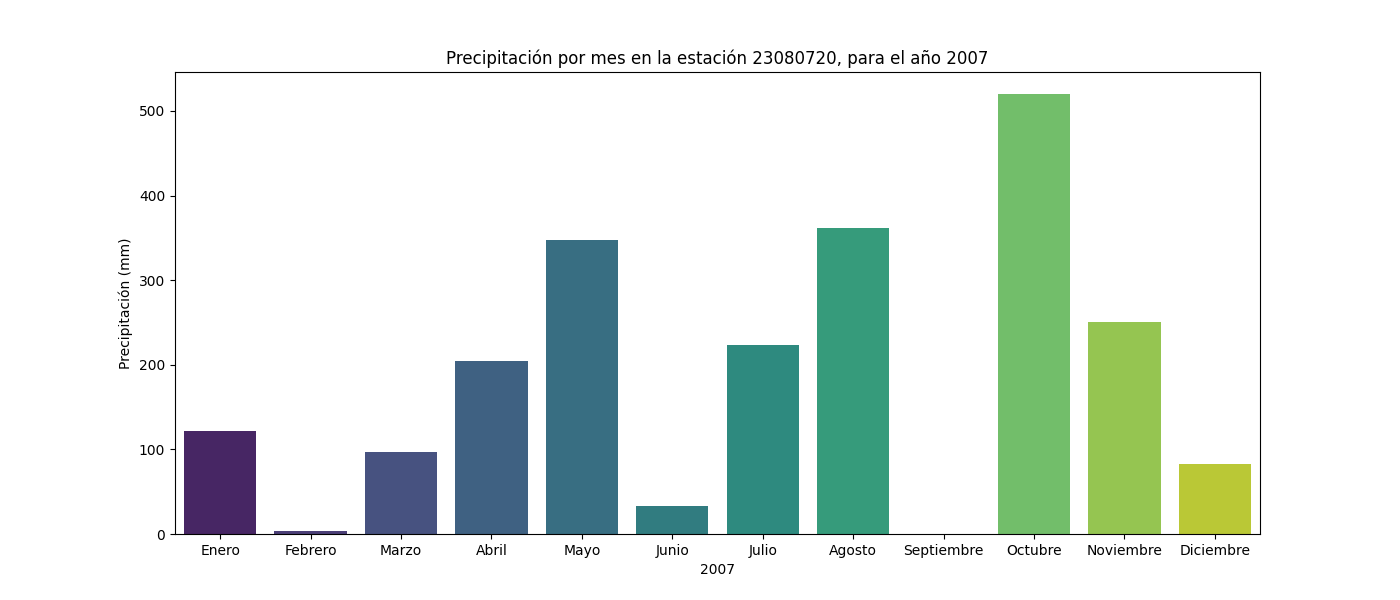 Precipitación por mes en la estación 23080720, para el año 2007
Precipitación (mm)
500
400
300
200
100
0
Enero Febrero Marzo Abril Mayo Junio Julio Agosto Septiembre Octubre Noviembre Diciembre
2007